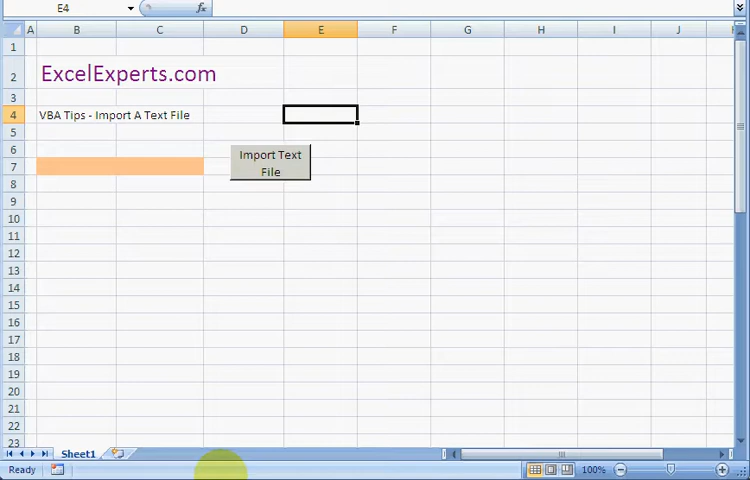 E4
fx
A B C D E F G H I J
1
2 ExcelExperts.com
3
4 VBA Tips - Import A Text File
5
6 Import Text
7 File
8
9
10
11
12
13
14
15
16
17
18
19
20
21
22
23
Sheet1
Ready 100%